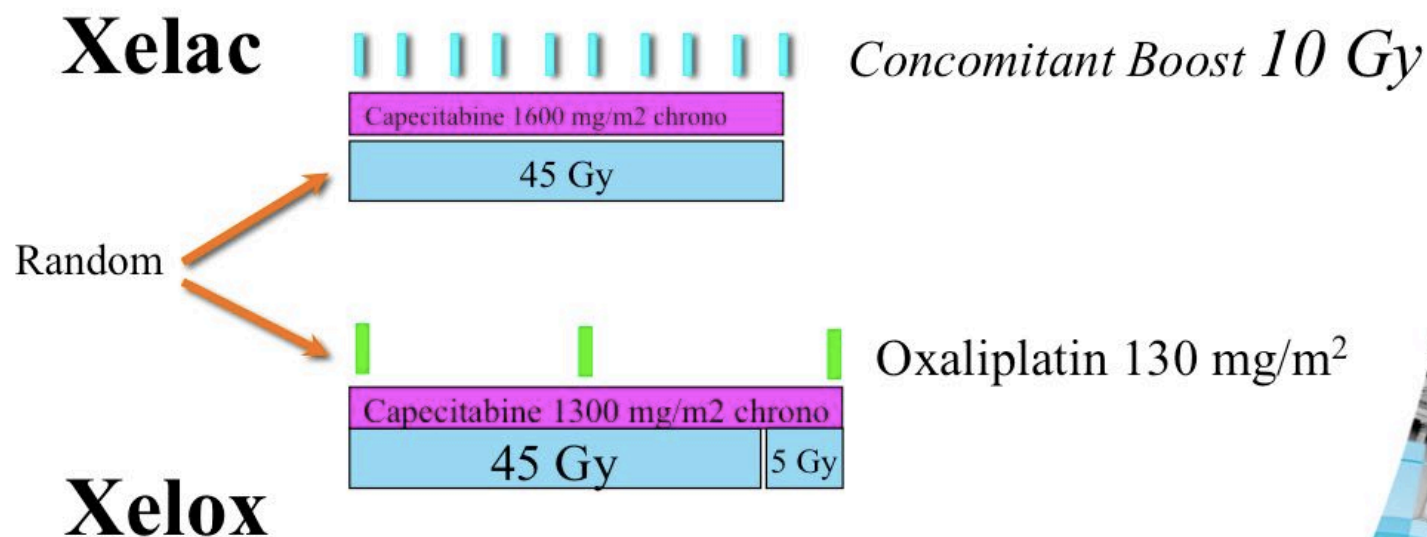 Xelac
Concomitant Boost 10 Gy
Capecitabine 1600 mg/m2 chrono
45 Gy
Random
Oxaliplatin 130 mg/m²
Capecitabine 1300 mg/m2 chrono
45 Gy
5 Gy
Xelox